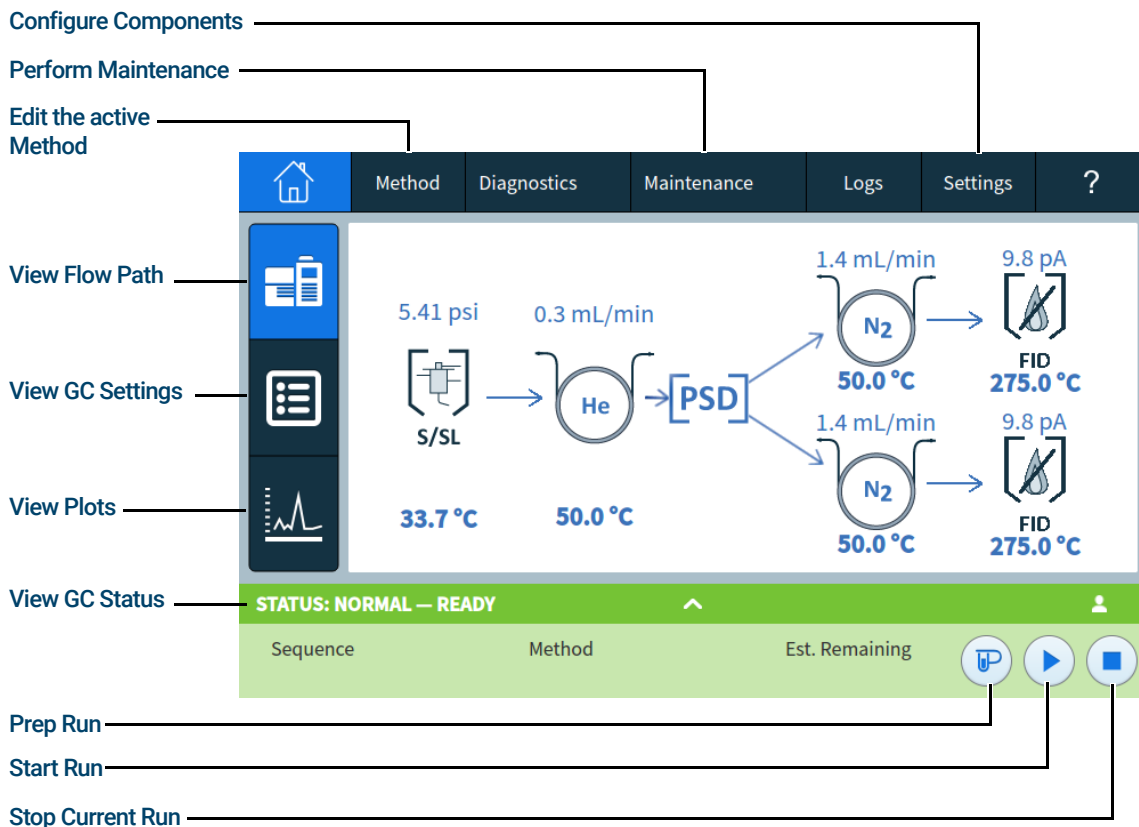 Configure Components
Perform Maintenance
Edit the active
Method
Method Diagnostics Maintenance Logs Settings ?
View Flow Path
1.4 mL/min 9.8 pA
5.41 psi 0.3 mL/min
N2
FID
50.0 °C 275.0 °C
View GC Settings
He PSD
S/SL
1.4 mL/min 9.8 pA
N2
View Plots
33.7 °C 50.0 °C
FID
50.0 °C 275.0 °C
View GC Status
STATUS: NORMAL — READY
Sequence Method Est. Remaining
Prep Run
Start Run
Stop Current Run